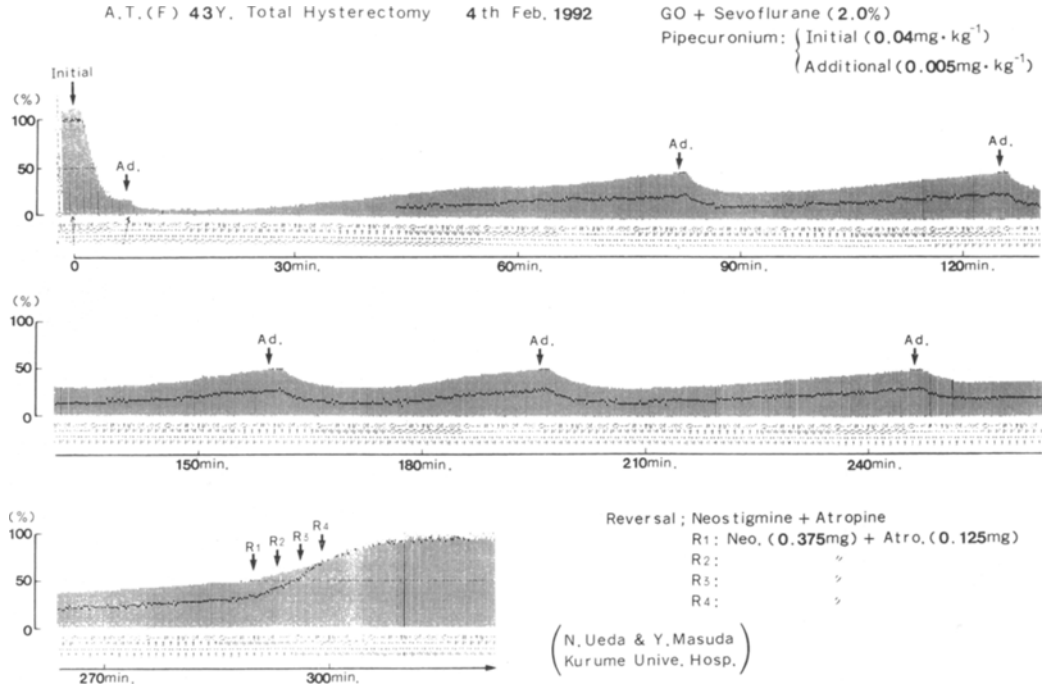 A.T.(F) 43Y. Total Hysterectomy 4th Feb. 1992 GO + Sevoflurane (2.0%)
Pipecuronium: { Initial (0.04mg·kg⁻¹)
Additional (0.005mg·kg⁻¹)
Initial
(%)
100
50
0
Ad.
Ad.
Ad.
0 30min. 60min. 90min. 120min.
(%)
100
50
0
Ad.
Ad.
Ad.
150min. 180min. 210min. 240min.
(%)
100
50
0
R1 R2 R3 R4
270min. 300min.
Reversal ; Neostigmine + Atropine
R1: Neo. (0.375mg) + Atro. (0.125mg)
R2: 〃
R3: 〃
R4: 〃
(N. Ueda & Y. Masuda
Kurume Unive. Hosp.)